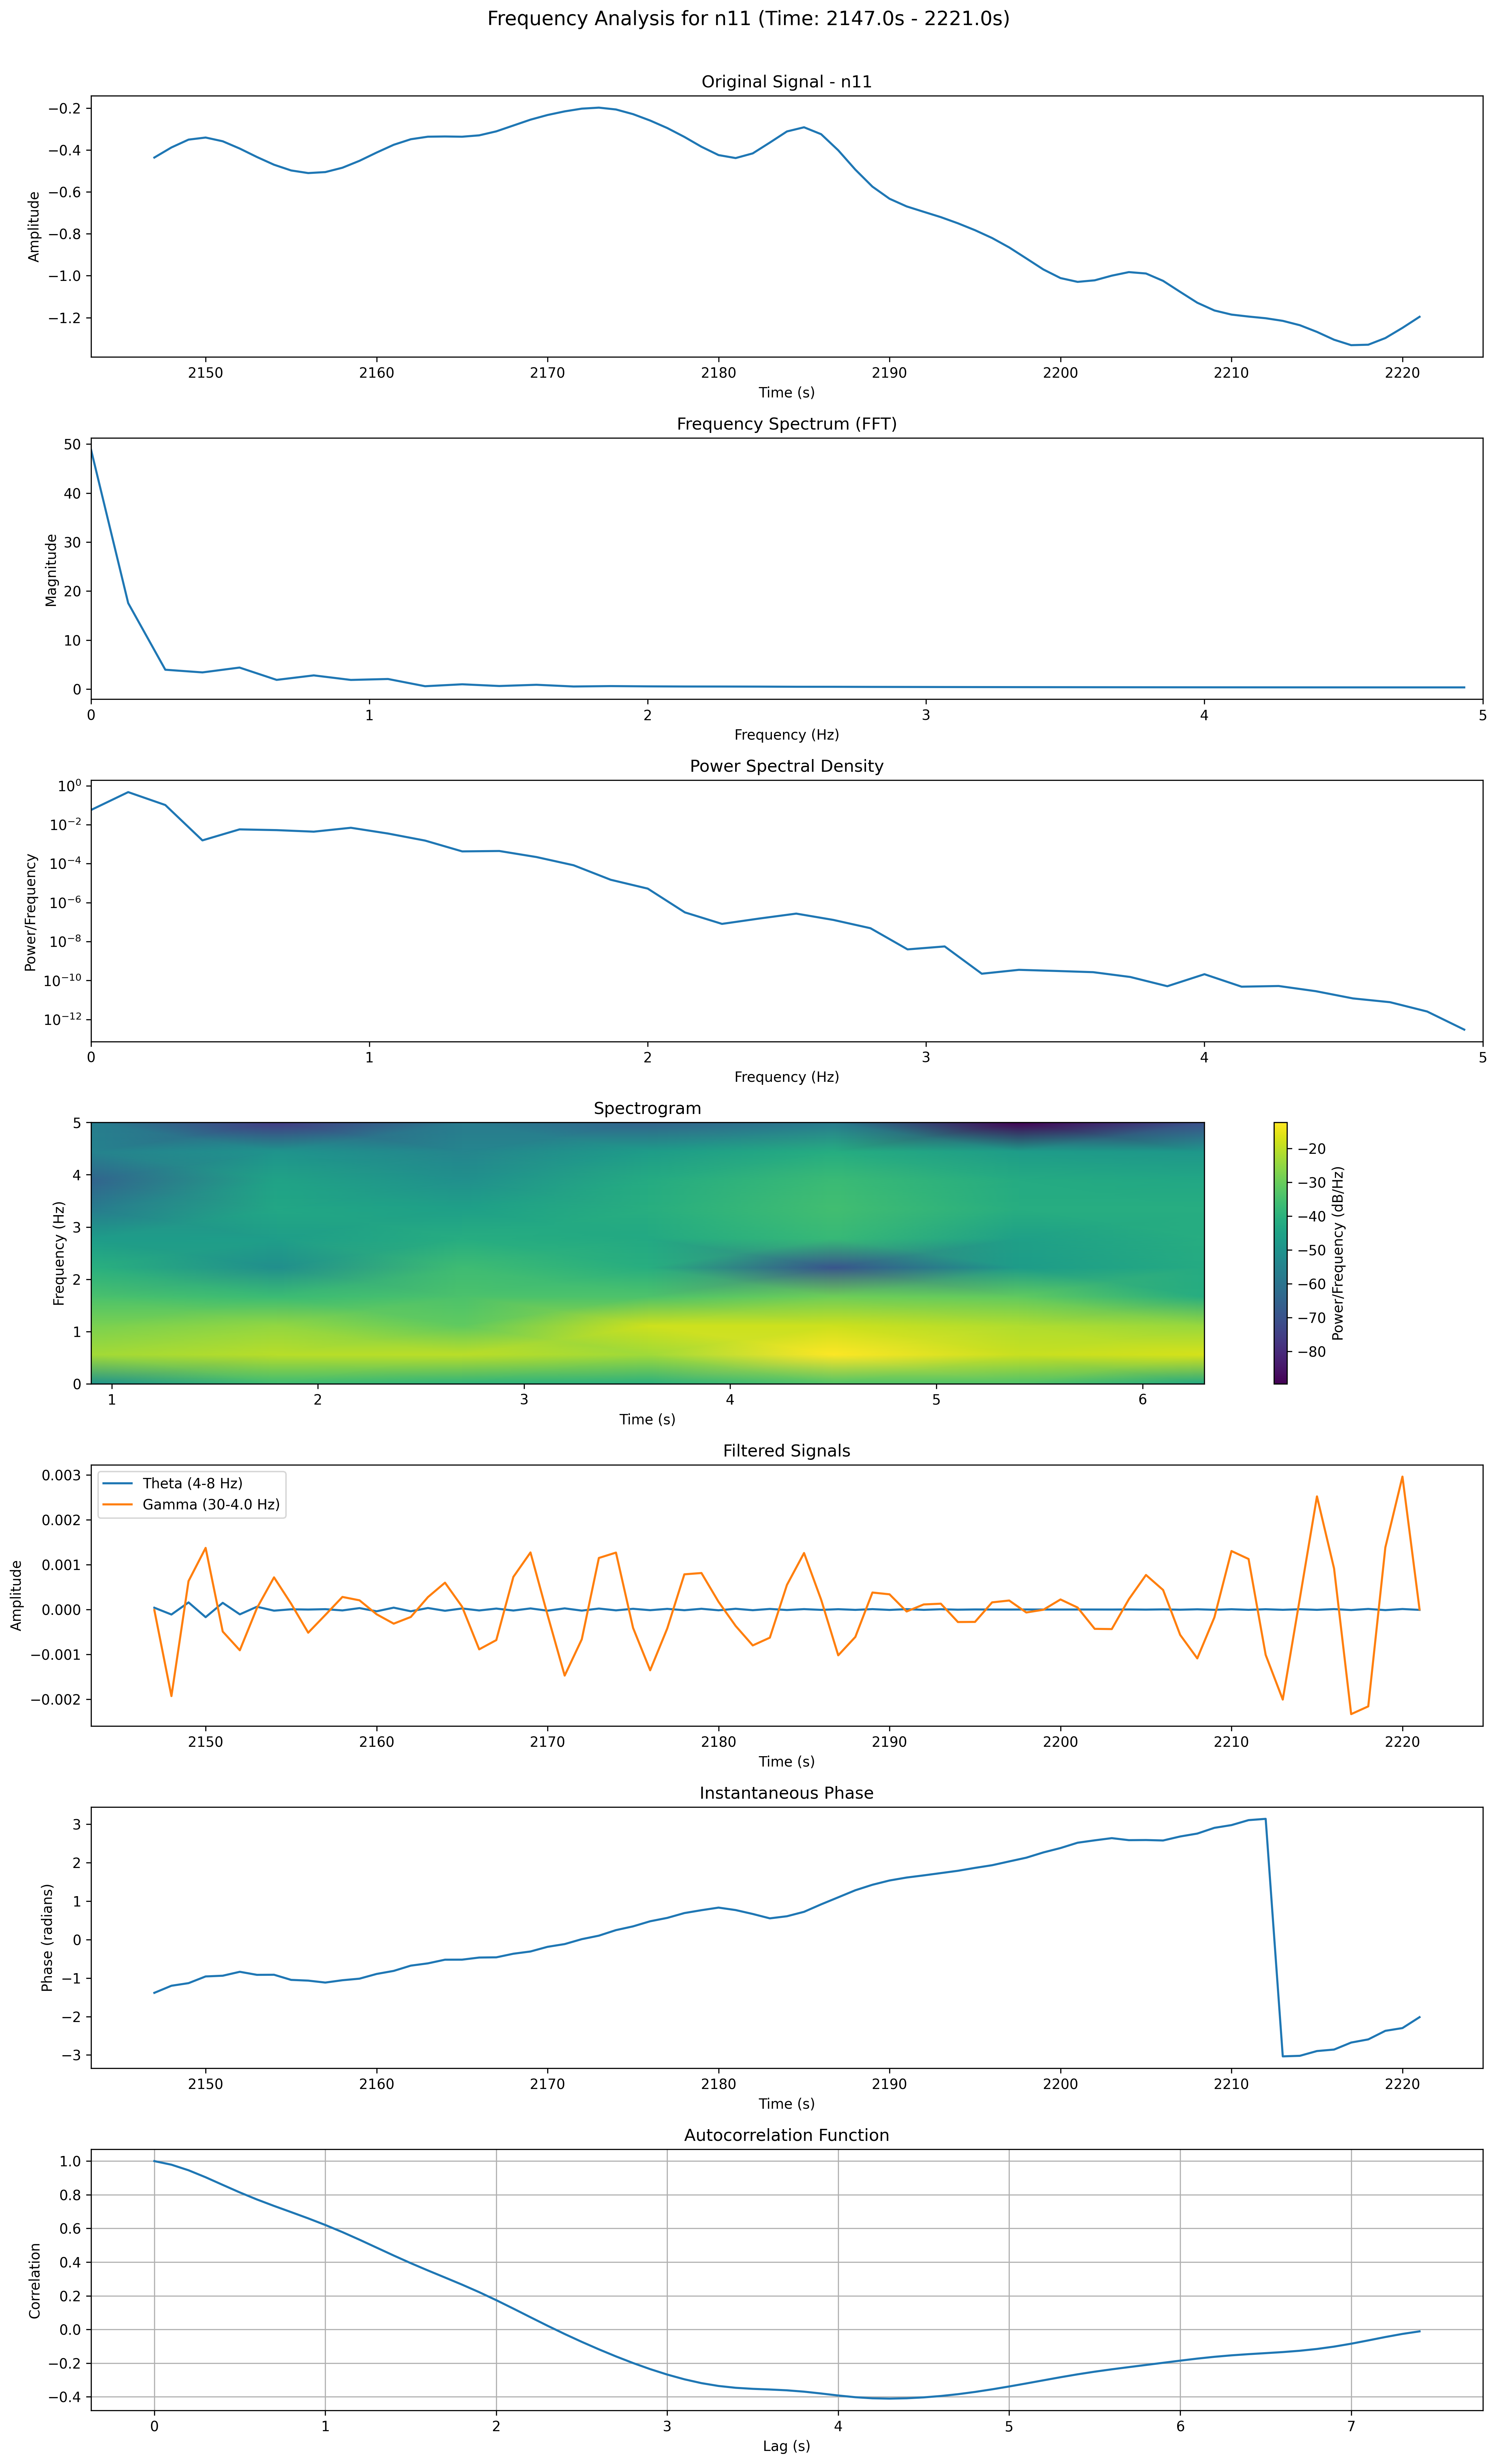 Frequency Analysis for n11 (Time: 2147.0s - 2221.0s)
Original Signal - n11
Amplitude
−0.2
−0.4
−0.6
−0.8
−1.0
−1.2
2150 2160 2170 2180 2190 2200 2210 2220
Time (s)
Frequency Spectrum (FFT)
Magnitude
50
40
30
20
10
0
0 1 2 3 4 5
Frequency (Hz)
Power Spectral Density
Power/Frequency
10⁰
10⁻²
10⁻⁴
10⁻⁶
10⁻⁸
10⁻¹⁰
10⁻¹²
0 1 2 3 4 5
Frequency (Hz)
Spectrogram
Frequency (Hz)
5
4
3
2
1
0
1 2 3 4 5 6
Time (s)
−20
−30
−40
−50
−60
−70
−80
Power/Frequency (dB/Hz)
Filtered Signals
Theta (4-8 Hz)
Gamma (30-4.0 Hz)
Amplitude
0.003
0.002
0.001
0.000
−0.001
−0.002
2150 2160 2170 2180 2190 2200 2210 2220
Time (s)
Instantaneous Phase
Phase (radians)
3
2
1
0
−1
−2
−3
2150 2160 2170 2180 2190 2200 2210 2220
Time (s)
Autocorrelation Function
Correlation
1.0
0.8
0.6
0.4
0.2
0.0
−0.2
−0.4
0 1 2 3 4 5 6 7
Lag (s)